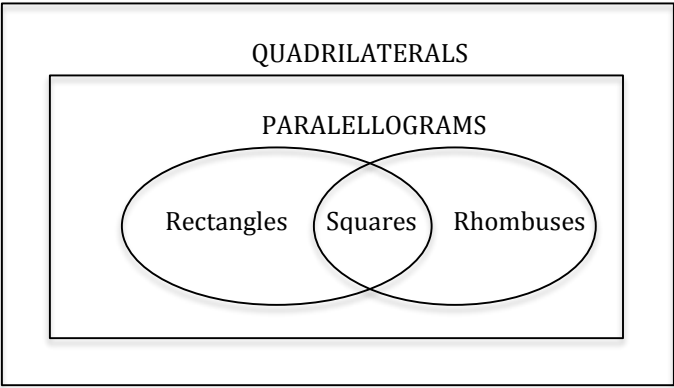 QUADRILATERALS
PARALELLOGRAMS
Rectangles Squares Rhombuses